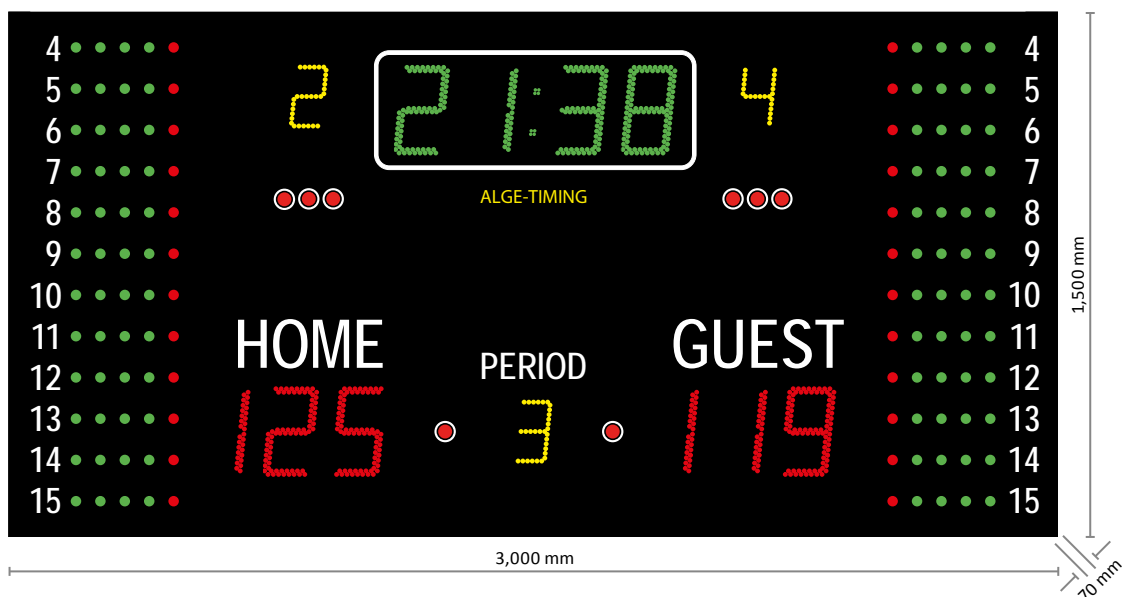 4 2 21:38 4 4
5 5
6 6
7 7
ALGE-TIMING
8 8
9 9
10 10
11 11
HOME GUEST
PERIOD
12 12
125 3 119
13 13
14 14
15 15
1,500 mm
3,000 mm
70 mm